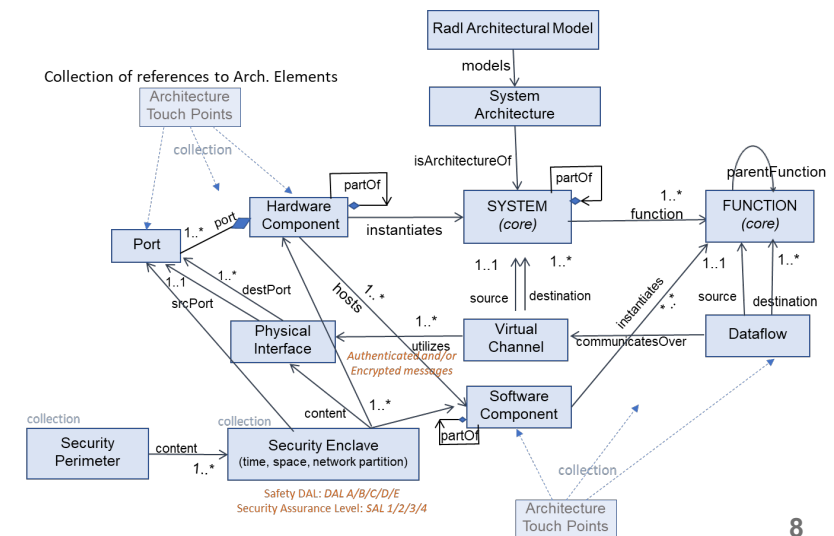 Radl Architectural Model
models
Collection of references to Arch. Elements
Architecture
Touch Points
System
Architecture
collection
isArchitectureOf
partOf
partOf
parentFunction
Hardware
Component
SYSTEM
(core)
FUNCTION
(core)
1..*
function
instantiates
port
1..*
Port
1..*
1..1
destPort
srcPort
hosts
1..*
1..1
1..*
source
destination
instantiates
*..*
1..1
1..*
source
destination
Physical
Interface
1..*
utilizes
Virtual
Channel
communicatesOver
Dataflow
Authenticated and/or
Encrypted messages
content
1..*
Software
Component
partOf
collection
collection
Security
Perimeter
content
1..*
Security Enclave
(time, space, network partition)
collection
Safety DAL: DAL A/B/C/D/E
Security Assurance Level: SAL 1/2/3/4
Architecture
Touch Points
8